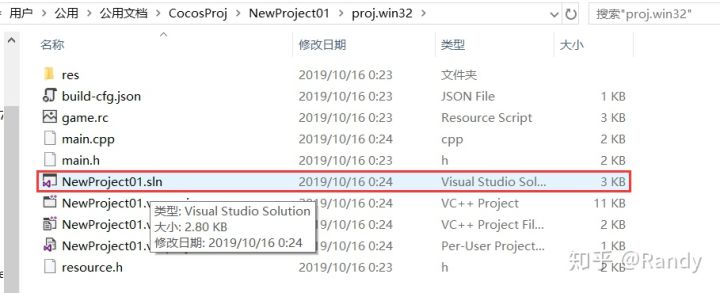 用户 > 公用 > 公用文档 > CocosProj > NewProject01 > proj.win32 搜索"proj.win32"
名称 修改日期 类型 大小
res 2019/10/16 0:23 文件夹
build-cfg.json 2019/10/16 0:23 JSON File 1 KB
game.rc 2019/10/16 0:23 Resource Script 3 KB
main.cpp 2019/10/16 0:24 cpp 2 KB
main.h 2019/10/16 0:23 h 2 KB
NewProject01.sln 2019/10/16 0:24 Visual Studio Sol... 3 KB
NewProject01.v 2019/10/16 0:24 VC++ Project 11 KB
类型: Visual Studio Solution
NewProject01.v 2019/10/16 0:24 VC++ Project Fil... 2 KB
大小: 2.80 KB
NewProject01.v 2019/10/16 0:24 Per-User Project...
修改日期: 2019/10/16 0:24
resource.h 2019/10/16 0:23 h 2 KB
知乎 @Randy